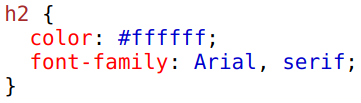 h2 {
  color: #ffffff;
  font-family: Arial, serif;
}